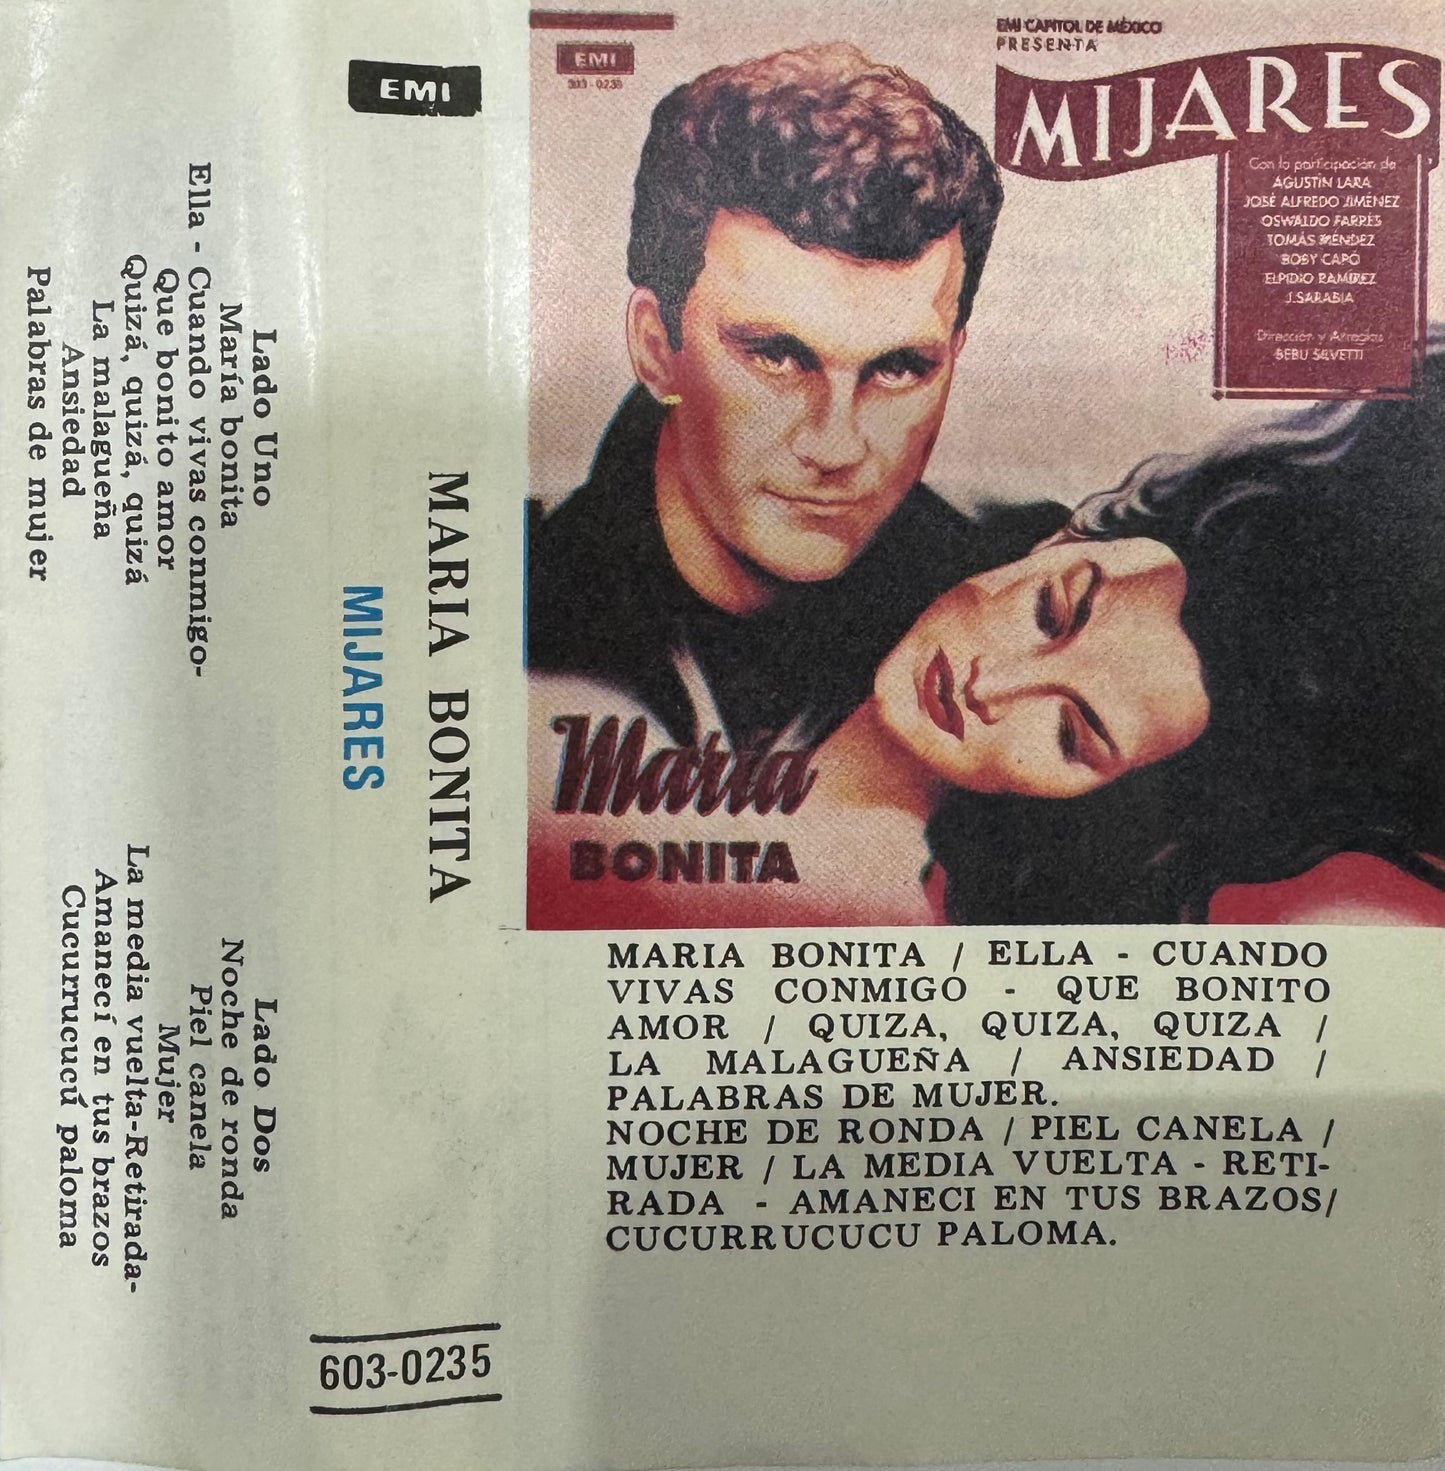 EMI
Lado Uno
María bonita
Ella - Cuando vivas conmigo-
Que bonito amor
Quizá, quizá, quizá
La malagueña
Ansiedad
Palabras de mujer
Lado Dos
Noche de ronda
Piel canela
Mujer
La media vuelta-Retirada-
Amanecí en tus brazos
Cucurrucucú paloma
MARIA BONITA
MIJARES
603-0235
EMI
303-0235
EMI CAPITOL DE MÉXICO
PRESENTA
MIJARES
Con la participación de
AGUSTÍN LARA
JOSÉ ALFREDO JIMÉNEZ
OSWALDO FARRÉS
TOMÁS MÉNDEZ
BOBY CAPÓ
ELPIDIO RAMÍREZ
J. SARABIA
Dirección y Arreglos
BEBU SILVETTI
María
BONITA
MARIA BONITA / ELLA - CUANDO
VIVAS CONMIGO - QUE BONITO
AMOR / QUIZA, QUIZA, QUIZA /
LA MALAGUEÑA / ANSIEDAD /
PALABRAS DE MUJER.
NOCHE DE RONDA / PIEL CANELA /
MUJER / LA MEDIA VUELTA - RETI-
RADA - AMANECI EN TUS BRAZOS/
CUCURRUCUCU PALOMA.